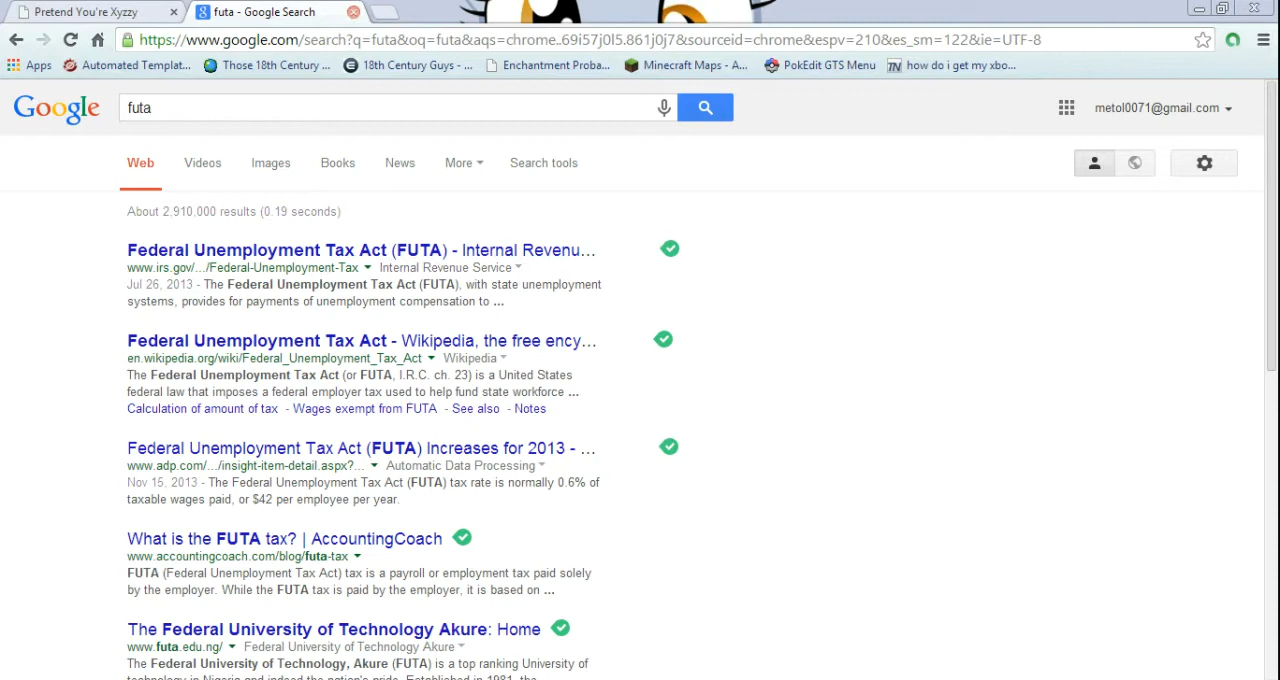 Pretend You're Xyzzy
futa - Google Search
https://www.google.com/search?q=futa&oq=futa&aqs=chrome..69i57j0l5.861j0j7&sourceid=chrome&espv=210&es_sm=122&ie=UTF-8
Apps Automated Templat... Those 18th Century ... 18th Century Guys - ... Enchantment Proba... Minecraft Maps - A... PokEdit GTS Menu TN how do i get my xbo...
Google futa metol0071@gmail.com
Web Videos Images Books News More Search tools
About 2,910,000 results (0.19 seconds)
Federal Unemployment Tax Act (FUTA) - Internal Revenu...
www.irs.gov/.../Federal-Unemployment-Tax Internal Revenue Service
Jul 26, 2013 - The Federal Unemployment Tax Act (FUTA), with state unemployment
systems, provides for payments of unemployment compensation to ...
Federal Unemployment Tax Act - Wikipedia, the free ency...
en.wikipedia.org/wiki/Federal_Unemployment_Tax_Act Wikipedia
The Federal Unemployment Tax Act (or FUTA, I.R.C. ch. 23) is a United States
federal law that imposes a federal employer tax used to help fund state workforce ...
Calculation of amount of tax - Wages exempt from FUTA - See also - Notes
Federal Unemployment Tax Act (FUTA) Increases for 2013 - ...
www.adp.com/.../insight-item-detail.aspx?... Automatic Data Processing
Nov 15, 2013 - The Federal Unemployment Tax Act (FUTA) tax rate is normally 0.6% of
taxable wages paid, or $42 per employee per year.
What is the FUTA tax? | AccountingCoach
www.accountingcoach.com/blog/futa-tax
FUTA (Federal Unemployment Tax Act) tax is a payroll or employment tax paid solely
by the employer. While the FUTA tax is paid by the employer, it is based on ...
The Federal University of Technology Akure: Home
www.futa.edu.ng/ Federal University of Technology Akure
The Federal University of Technology, Akure (FUTA) is a top ranking University of
technology in Nigeria and indeed the nation's pride. Established in 1981, the